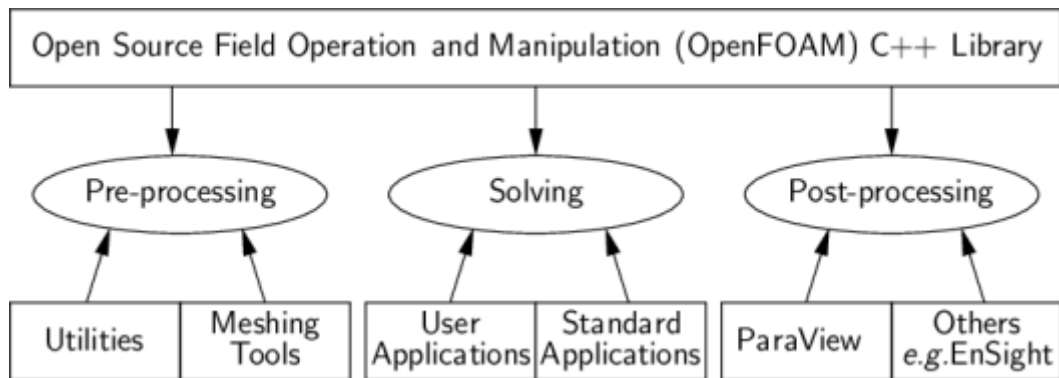 Open Source Field Operation and Manipulation (OpenFOAM) C++ Library
Pre-processing
Solving
Post-processing
Utilities
Meshing
Tools
User
Applications
Standard
Applications
ParaView
Others
e.g.EnSight